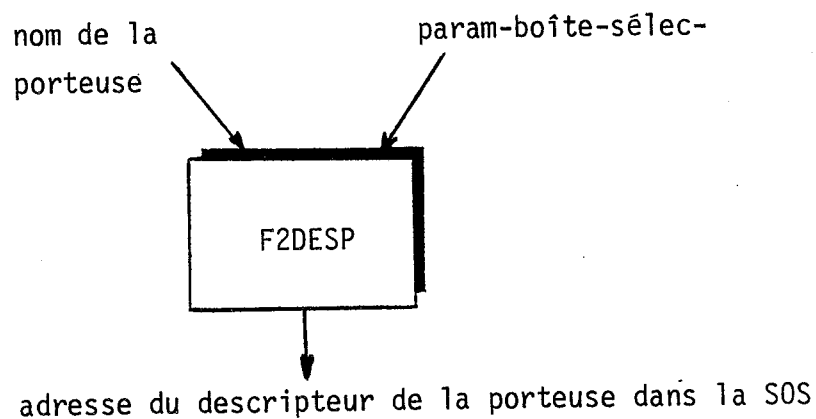 nom de la
porteuse
param-boîte-sélec-
F2DESP
adresse du descripteur de la porteuse dans la SOS